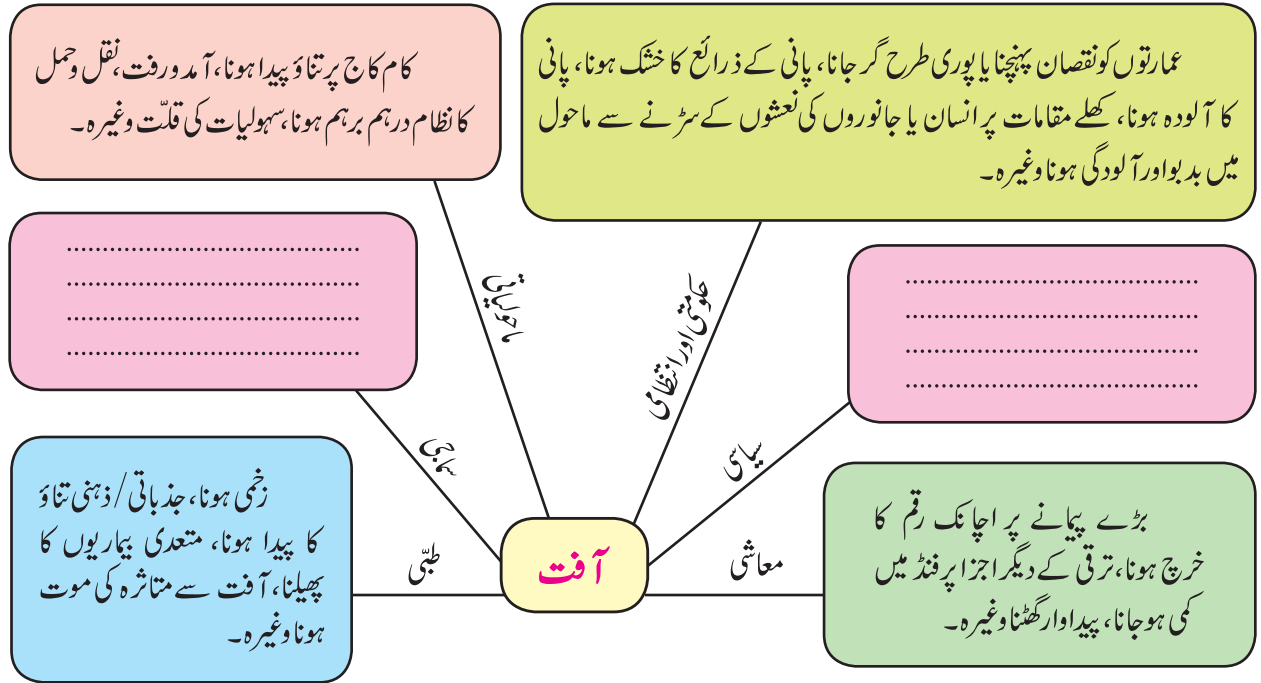 عمارتوں کو نقصان پہنچنا یا پوری طرح گر جانا، پانی کے ذرائع کا خشک ہونا، پانی
کا آلودہ ہونا، کھلے مقامات پر انسان یا جانوروں کی نعشوں کے سڑنے سے ماحول
میں بدبو اور آلودگی ہونا وغیرہ۔
کام کاج پر تناؤ پیدا ہونا، آمد و رفت، نقل و حمل
کا نظام درہم برہم ہونا، سہولیات کی قلّت وغیرہ۔
........................................
........................................
........................................
........................................
........................................
........................................
........................................
........................................
حکومتی اور انتظامی
ماحولیاتی
سیاسی
سماجی
معاشی
آفت
طبّی
بڑے پیمانے پر اچانک رقم کا
خرچ ہونا، ترقی کے دیگر اجزا پر فنڈ میں
کمی ہو جانا، پیداوار گھٹنا وغیرہ۔
زخمی ہونا، جذباتی/ذہنی تناؤ
کا پیدا ہونا، متعدی بیماریوں کا
پھیلنا، آفت سے متاثرہ کی موت
ہونا وغیرہ۔